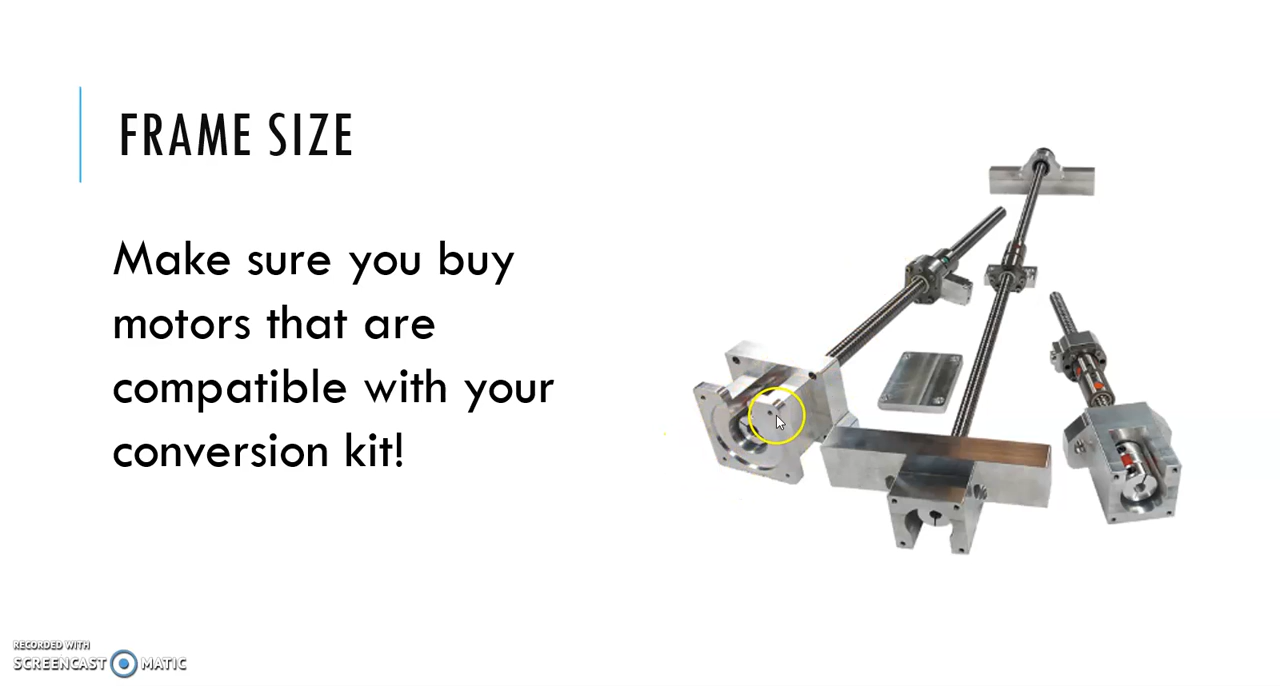 FRAME SIZE
Make sure you buy
motors that are
compatible with your
conversion kit!
RECORDED WITH
SCREENCAST MATIC